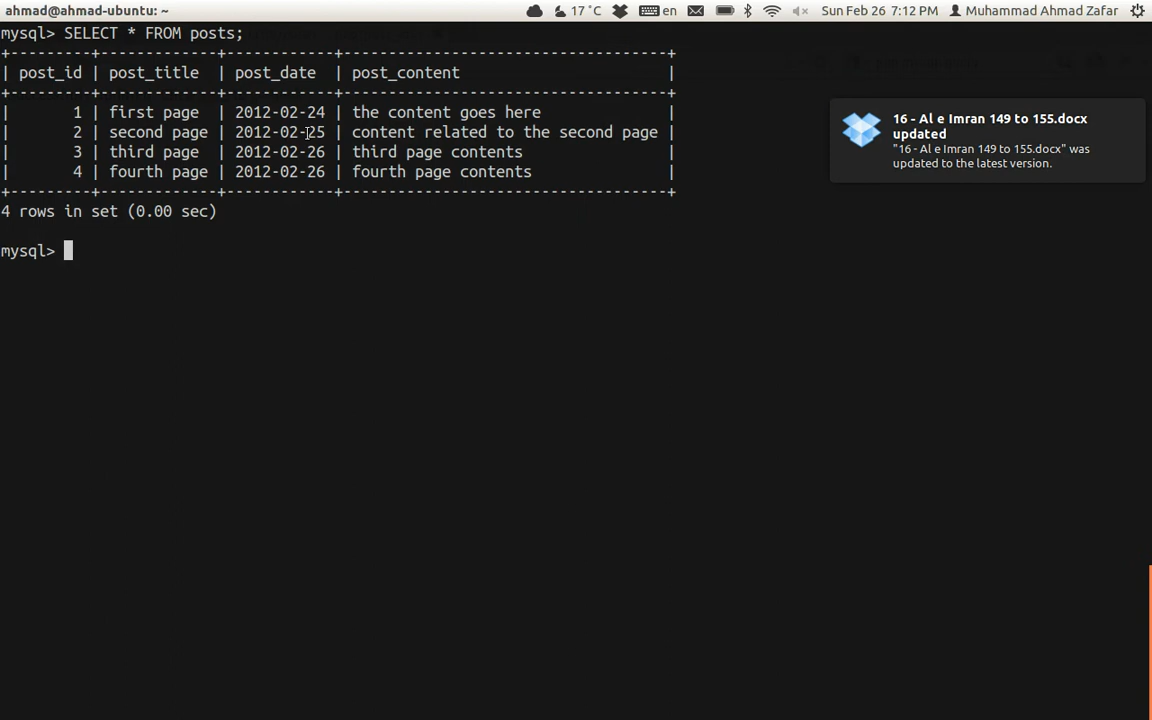 ahmad@ahmad-ubuntu: ~ 17 °C en Sun Feb 26 7:12 PM Muhammad Ahmad Zafar
mysql> SELECT * FROM posts;
+---------+-------------+------------+------------------------------------+
| post_id | post_title  | post_date  | post_content                       |
+---------+-------------+------------+------------------------------------+
|       1 | first page  | 2012-02-24 | the content goes here              |
|       2 | second page | 2012-02-25 | content related to the second page |
|       3 | third page  | 2012-02-26 | third page contents                |
|       4 | fourth page | 2012-02-26 | fourth page contents               |
+---------+-------------+------------+------------------------------------+
4 rows in set (0.00 sec)
mysql>
16 - Al e Imran 149 to 155.docx
updated
"16 - Al e Imran 149 to 155.docx" was
updated to the latest version.